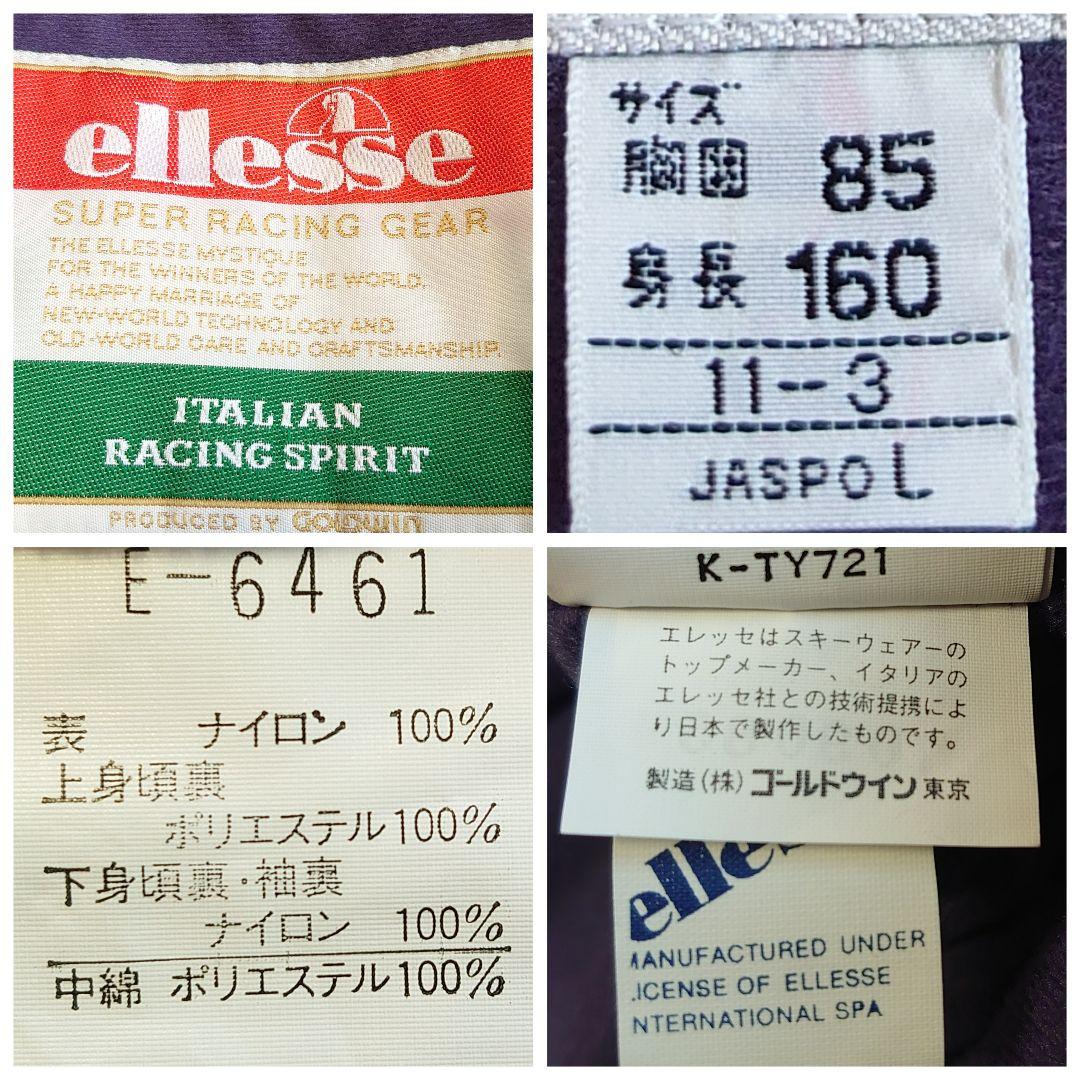 ellesse
SUPER RACING GEAR
THE ELLESSE MYSTIQUE
FOR THE WINNERS OF THE WORLD.
A HAPPY MARRIAGE OF
NEW-WORLD TECHNOLOGY AND
OLD-WORLD CARE AND CRAFTSMANSHIP.
ITALIAN
RACING SPIRIT
PRODUCED BY GOLDWIN
サイズ
胸囲 85
身長 160
11-3
JASPO L
E-6461
表 ナイロン 100%
上身頃裏
ポリエステル100%
下身頃裏・袖裏
ナイロン 100%
中綿 ポリエステル100%
K-TY721
エレッセはスキーウェアーの
トップメーカー、イタリアの
エレッセ社との技術提携によ
り日本で製作したものです。
製造(株)ゴールドウイン東京
elless
MANUFACTURED UNDER
LICENSE OF ELLESSE
INTERNATIONAL SPA